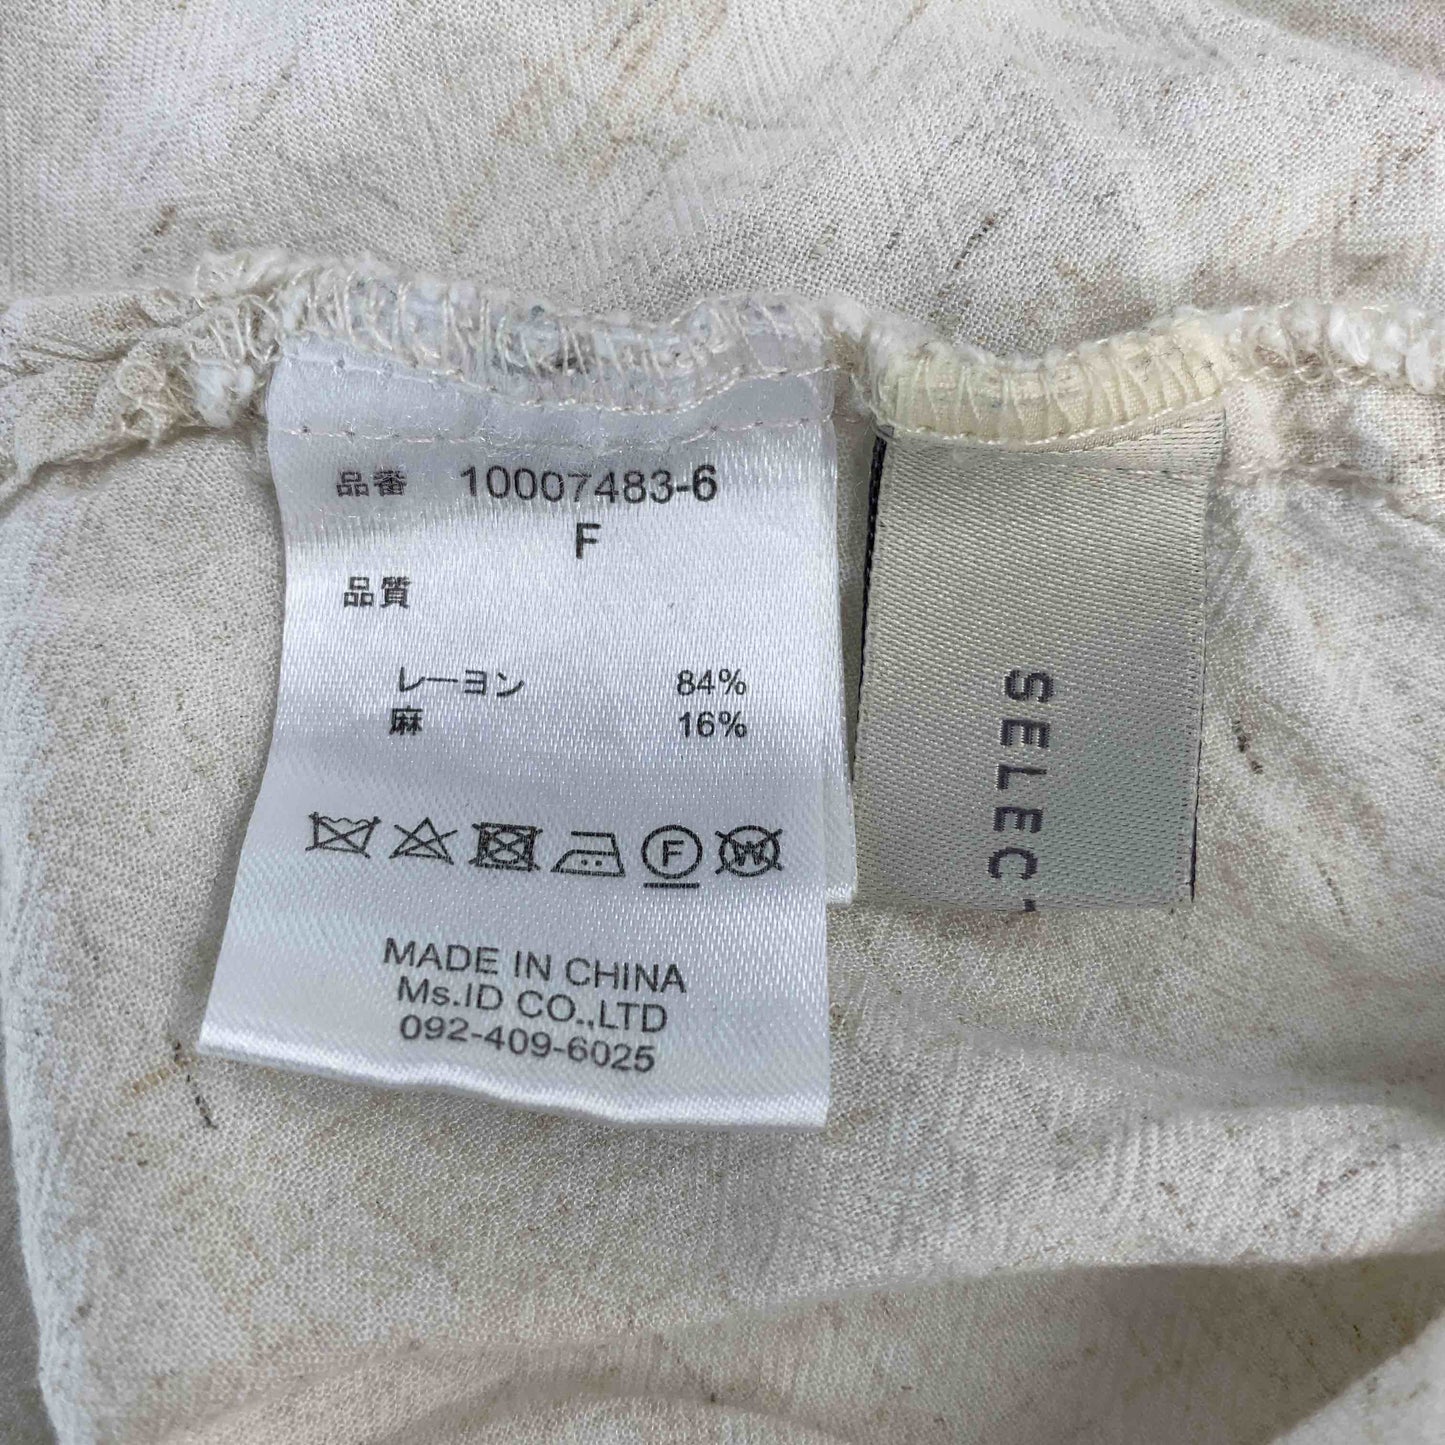 品番 10007483-6
F
品質
レーヨン 84%
麻 16%
F W
MADE IN CHINA
Ms.ID CO.,LTD
092-409-6025
SELECT